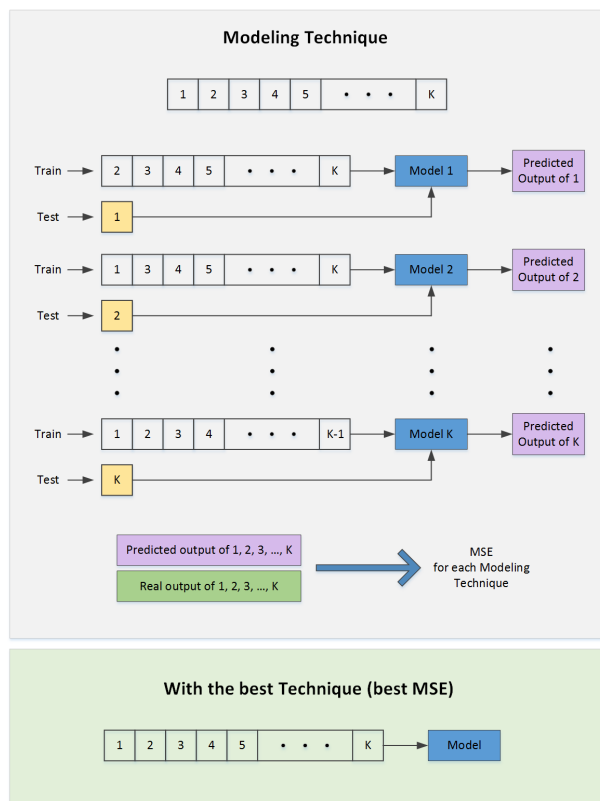 Modeling Technique
1 2 3 4 5 • • • K
Train 2 3 4 5 • • • K Model 1 Predicted
Output of 1
Test 1
Train 1 3 4 5 • • • K Model 2 Predicted
Output of 2
Test 2
Train 1 2 3 4 • • • K-1 Model K Predicted
Output of K
Test K
Predicted output of 1, 2, 3, ..., K
Real output of 1, 2, 3, ..., K
MSE
for each Modeling
Technique
With the best Technique (best MSE)
1 2 3 4 5 • • • K Model